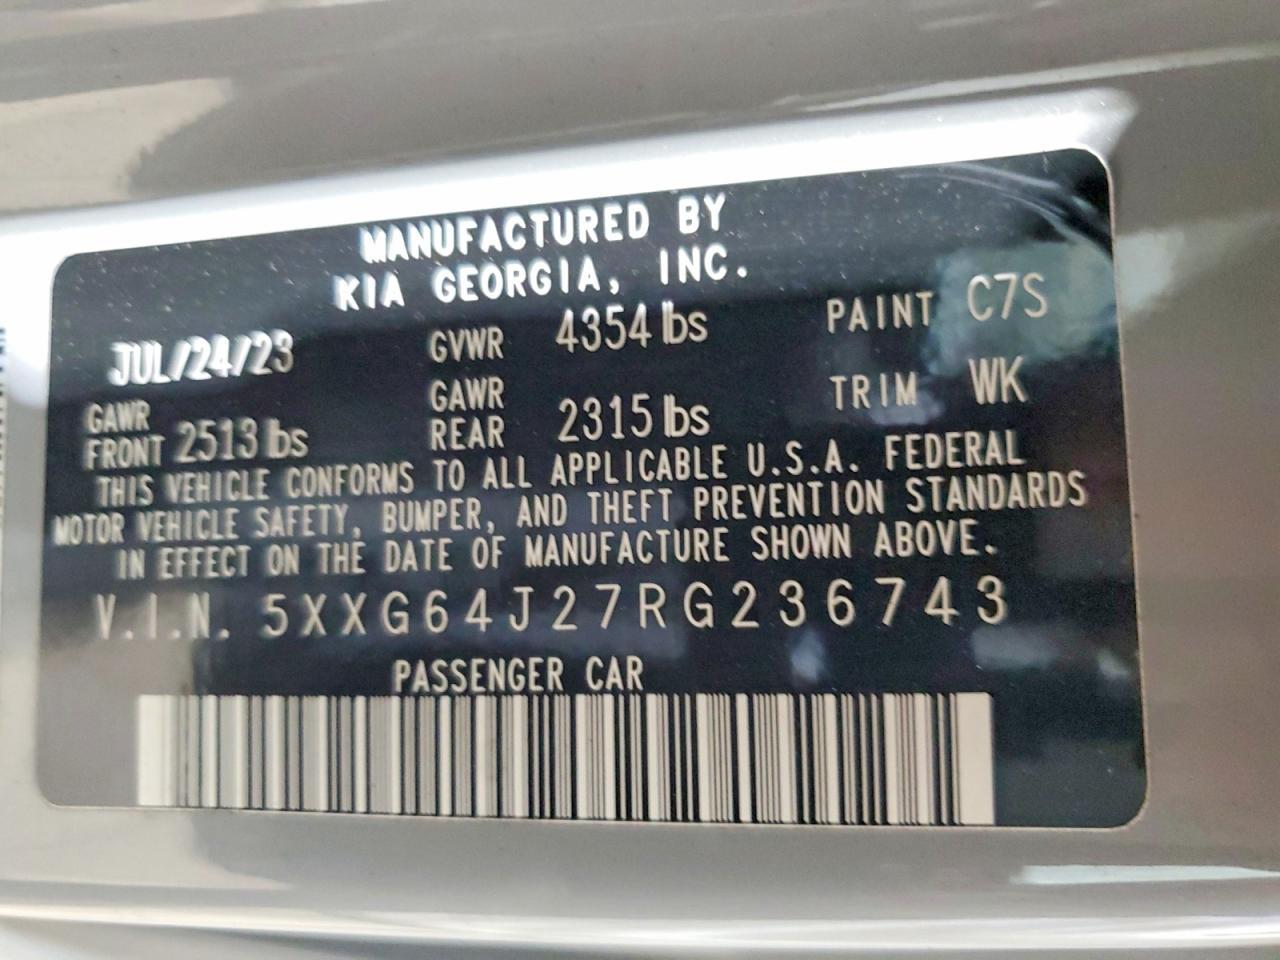 MANUFACTURED BY
KIA GEORGIA, INC.
JUL/24/23 GVWR 4354 lbs PAINT C7S
GAWR FRONT 2513 lbs GAWR REAR 2315 lbs TRIM WK
THIS VEHICLE CONFORMS TO ALL APPLICABLE U.S.A. FEDERAL
MOTOR VEHICLE SAFETY, BUMPER, AND THEFT PREVENTION STANDARDS
IN EFFECT ON THE DATE OF MANUFACTURE SHOWN ABOVE.
V.I.N. 5XXG64J27RG236743
PASSENGER CAR